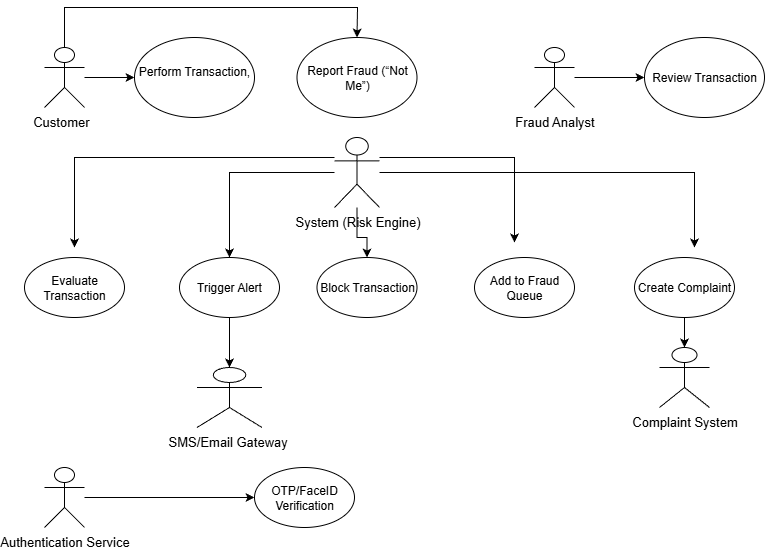 Perform Transaction,
Report Fraud (“Not
Me”)
Review Transaction
Customer
Fraud Analyst
System (Risk Engine)
Evaluate
Transaction
Trigger Alert
Block Transaction
Add to Fraud
Queue
Create Complaint
SMS/Email Gateway
Complaint System
OTP/FaceID
Verification
Authentication Service